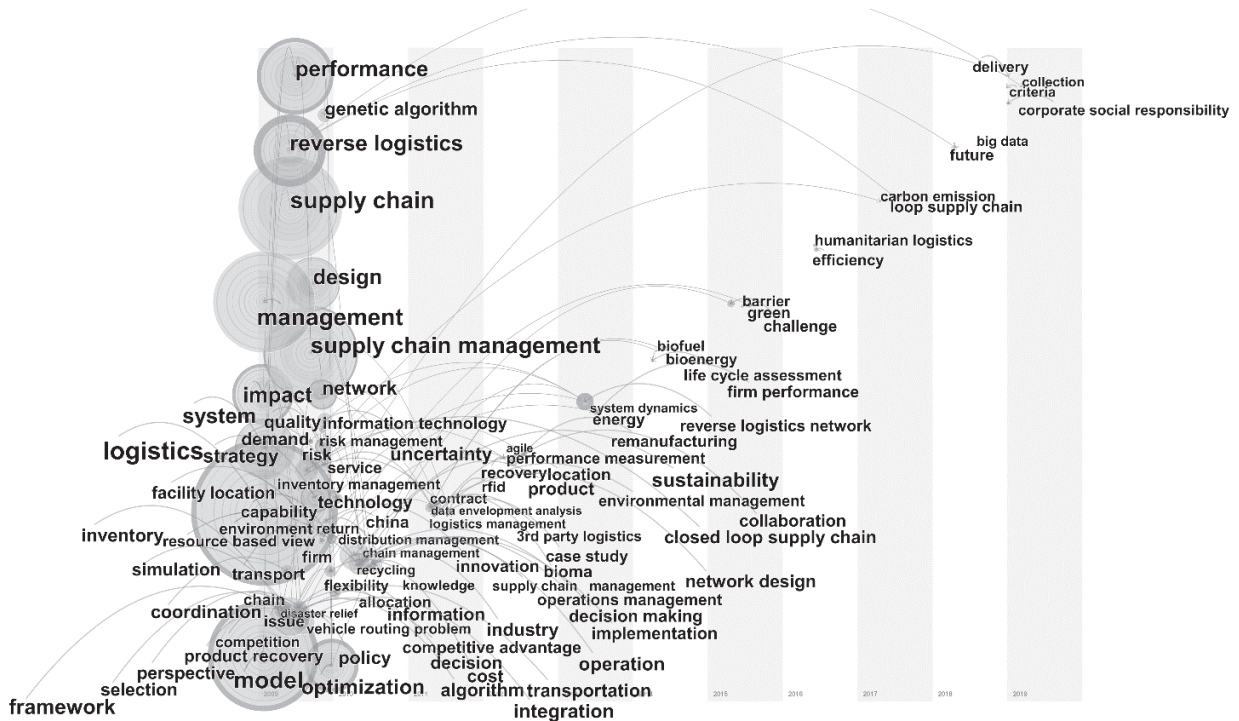 performance
genetic algorithm
reverse logistics
supply chain
design
management
supply chain management
impact
network
system
quality
information technology
demand
risk management
logistics
strategy
risk
uncertainty
service
facility location
inventory management
capability
technology
environment
return
china
inventory
resource based view
distribution management
firm
chain management
simulation
transport
recycling
flexibility
knowledge
chain
allocation
coordination
disaster relief
issue
information
vehicle routing problem
competition
product recovery
policy
competitive advantage
perspective
model
optimization
decision
cost
selection
algorithm
transportation
framework
integration
agile
performance measurement
recovery
location
rfid
product
contract
data envelopment analysis
logistics management
3rd party logistics
case study
innovation
bioma
supply chain management
operations management
decision making
industry
implementation
operation
network design
closed loop supply chain
collaboration
environmental management
sustainability
remanufacturing
reverse logistics network
system dynamics
energy
firm performance
life cycle assessment
bioenergy
biofuel
barrier
green
challenge
humanitarian logistics
efficiency
carbon emission
loop supply chain
big data
future
delivery
collection
criteria
corporate social responsibility
2015
2016
2017
2018
2019